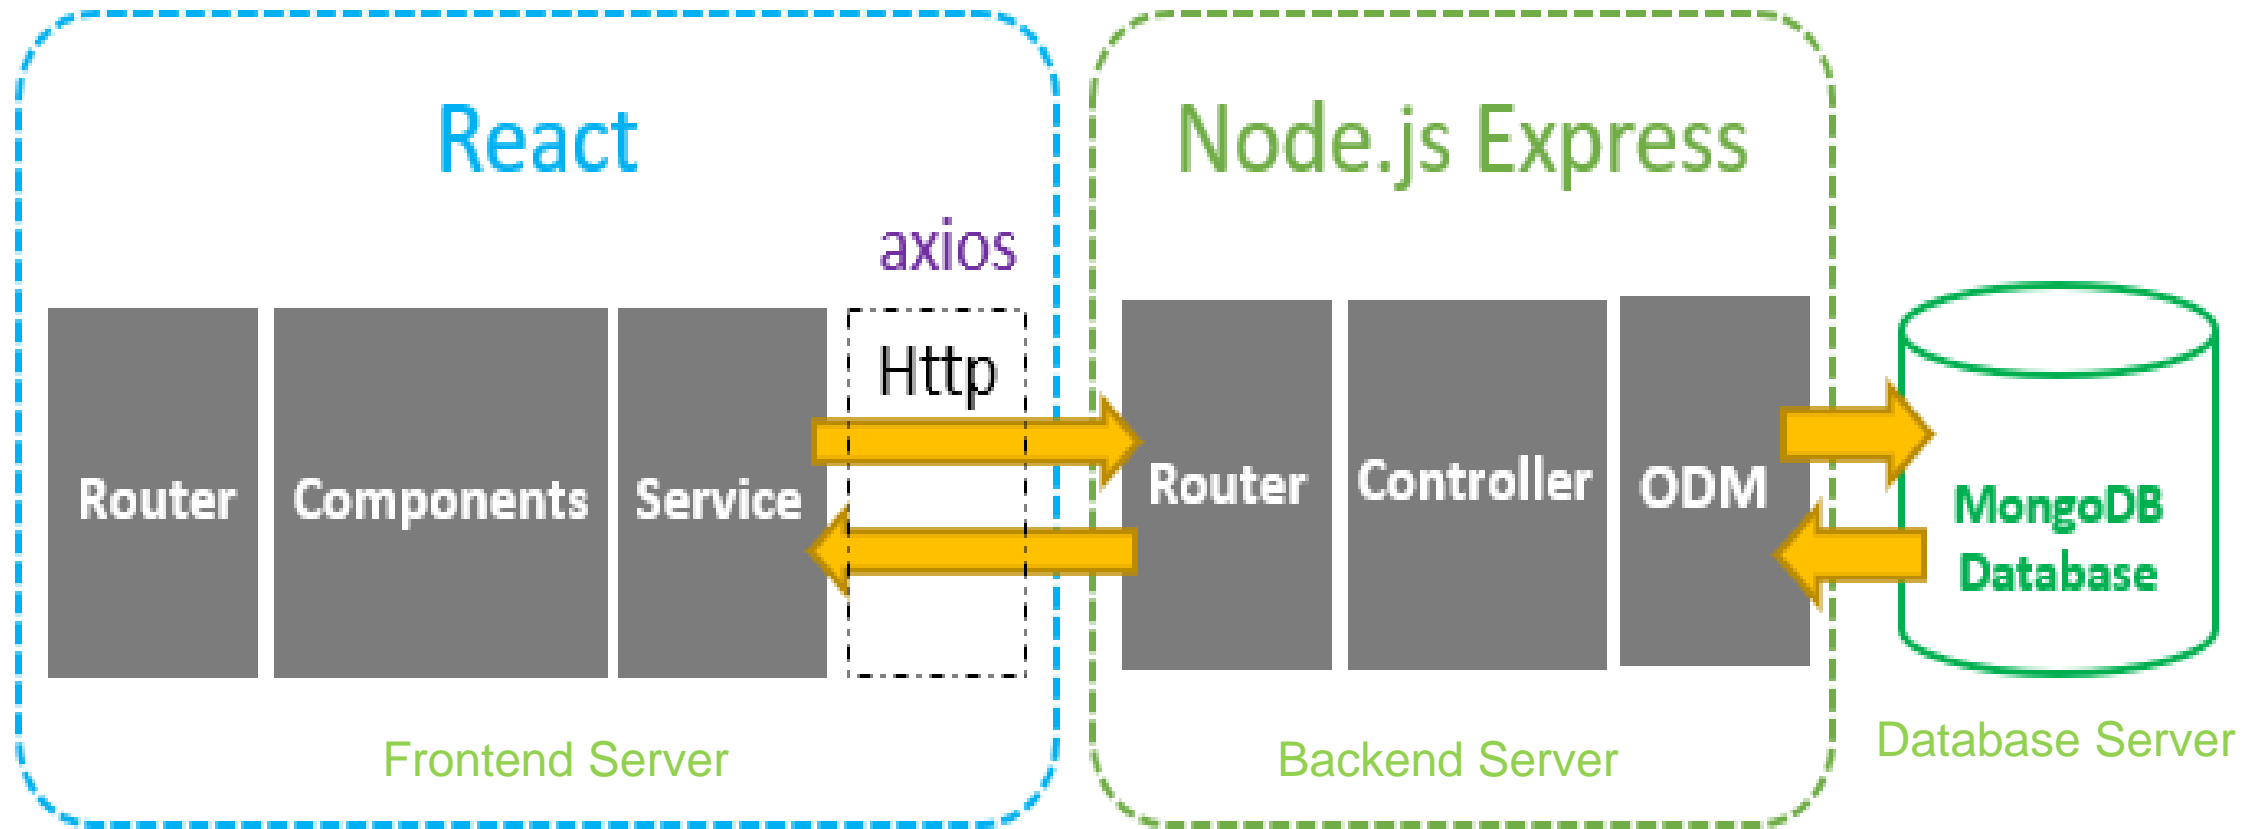 React
Node.js Express
axios
Http
Router
Components
Service
Router
Controller
ODM
MongoDB
Database
Frontend Server
Backend Server
Database Server